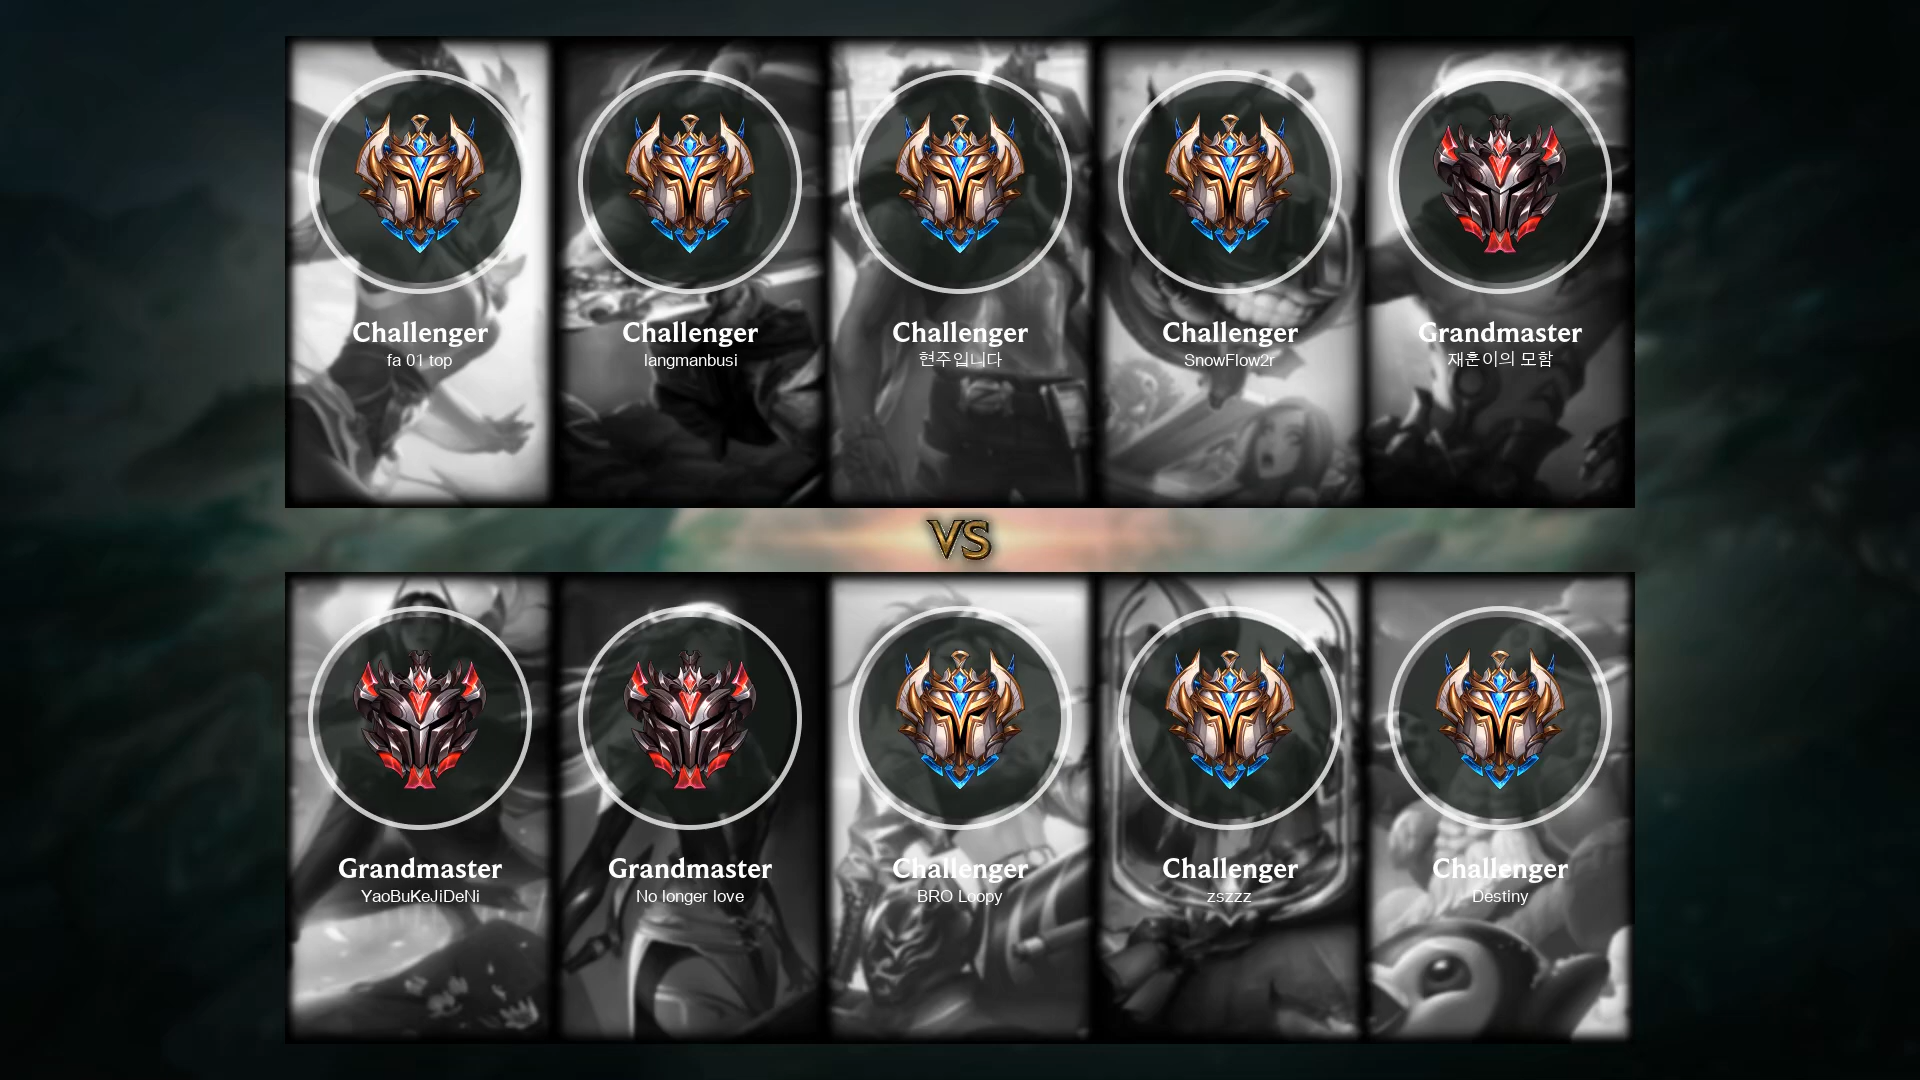 Challenger
fa 01 top
Challenger
langmanbusi
Challenger
현주입니다
Challenger
SnowFlow2r
Grandmaster
재훈이의 모함
VS
Grandmaster
YaoBuKeJiDeNi
Grandmaster
No longer love
Challenger
BRO Loopy
Challenger
zszzz
Challenger
Destiny